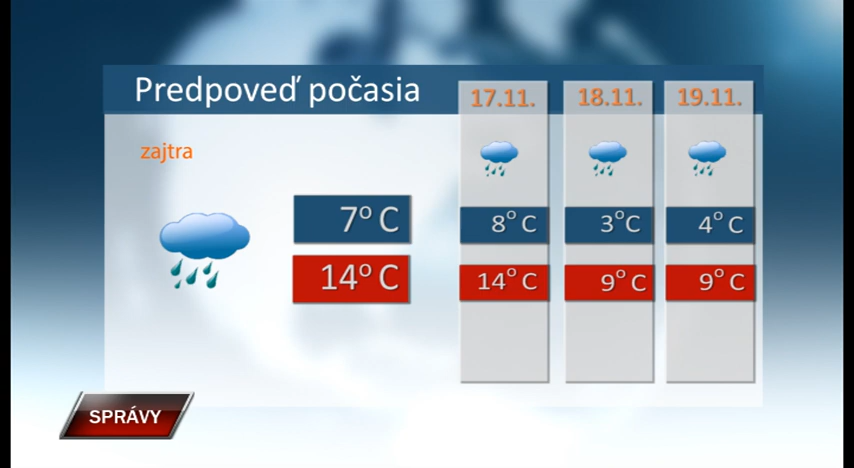 Predpoveď počasia
zajtra
7° C
14° C
17.11.
8° C
14° C
18.11.
3°C
9° C
19.11.
4° C
9° C
SPRÁVY